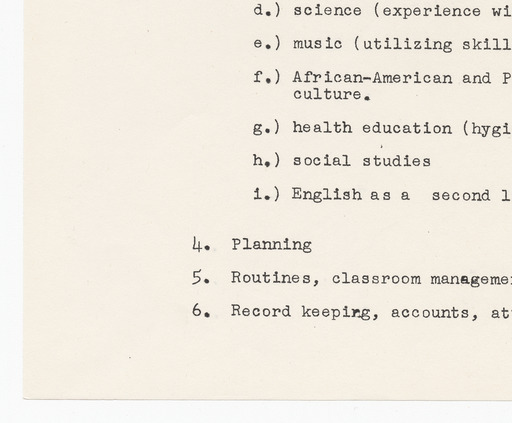 d.) science (experience wi
e.) music (utilizing skill
f.) African-American and P
culture.
g.) health education (hygi
h.) social studies
i.) English as a second l
4. Planning
5. Routines, classroom manageme
6. Record keeping, accounts, at